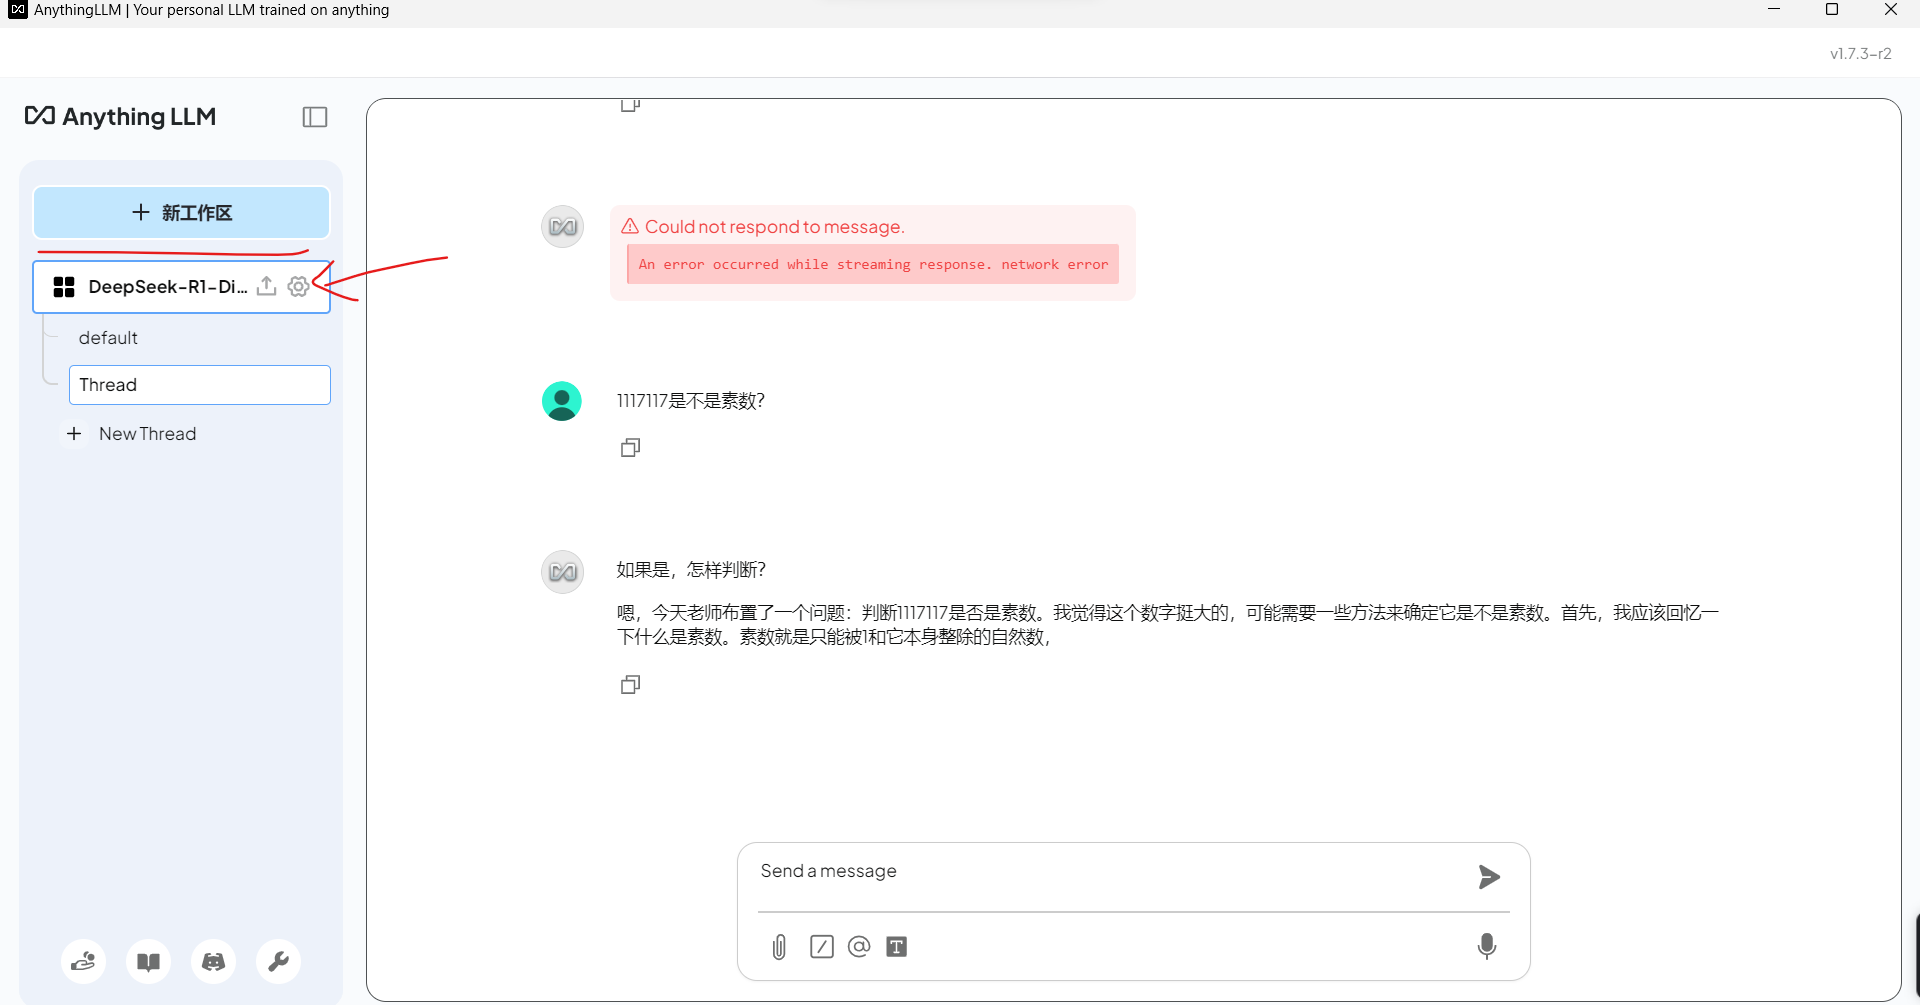 AnythingLLM | Your personal LLM trained on anything
v1.7.3-r2
Anything LLM
新工作区
DeepSeek-R1-Di...
default
Thread
New Thread
Could not respond to message.
An error occurred while streaming response. network error
1117117是不是素数?
如果是，怎样判断?
嗯，今天老师布置了一个问题：判断1117117是否是素数。我觉得这个数字挺大的，可能需要一些方法来确定它是不是素数。首先，我应该回忆一
下什么是素数。素数就是只能被1和它本身整除的自然数，
Send a message